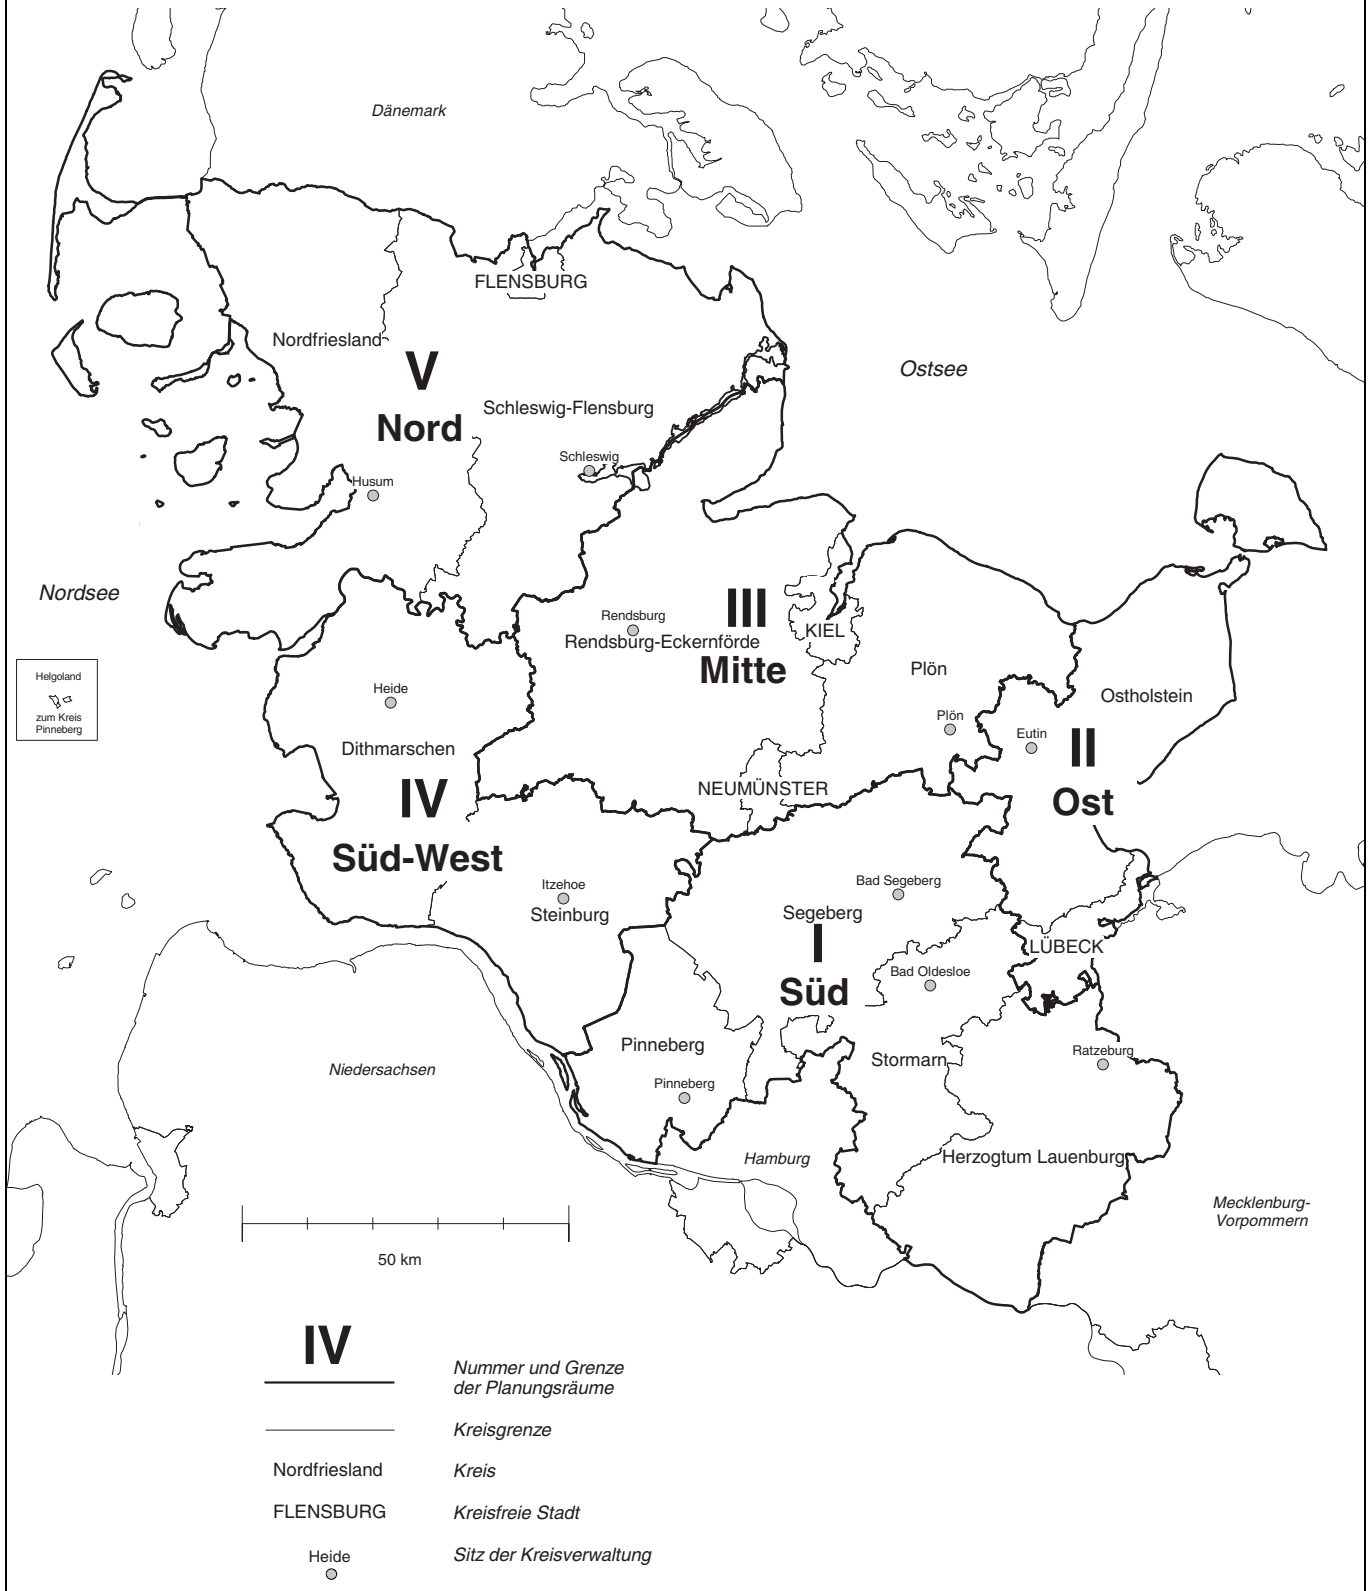 Dänemark
FLENSBURG
Nordfriesland
V
Nord
Ostsee
Schleswig-Flensburg
Schleswig
Husum
Nordsee
III
Rendsburg
KIEL
Rendsburg-Eckernförde
Mitte
Plön
Helgoland
zum Kreis
Pinneberg
Heide
Ostholstein
Plön
Eutin
II
Dithmarschen
IV
NEUMÜNSTER
Ost
Süd-West
Itzehoe
Steinburg
Bad Segeberg
Segeberg
I
LÜBECK
Süd
Bad Oldesloe
Pinneberg
Stormarn
Ratzeburg
Niedersachsen
Pinneberg
Hamburg
Herzogtum Lauenburg
Mecklenburg-
Vorpommern
50 km
IV
Nummer und Grenze
der Planungsräume
Kreisgrenze
Nordfriesland
Kreis
FLENSBURG
Kreisfreie Stadt
Heide
Sitz der Kreisverwaltung